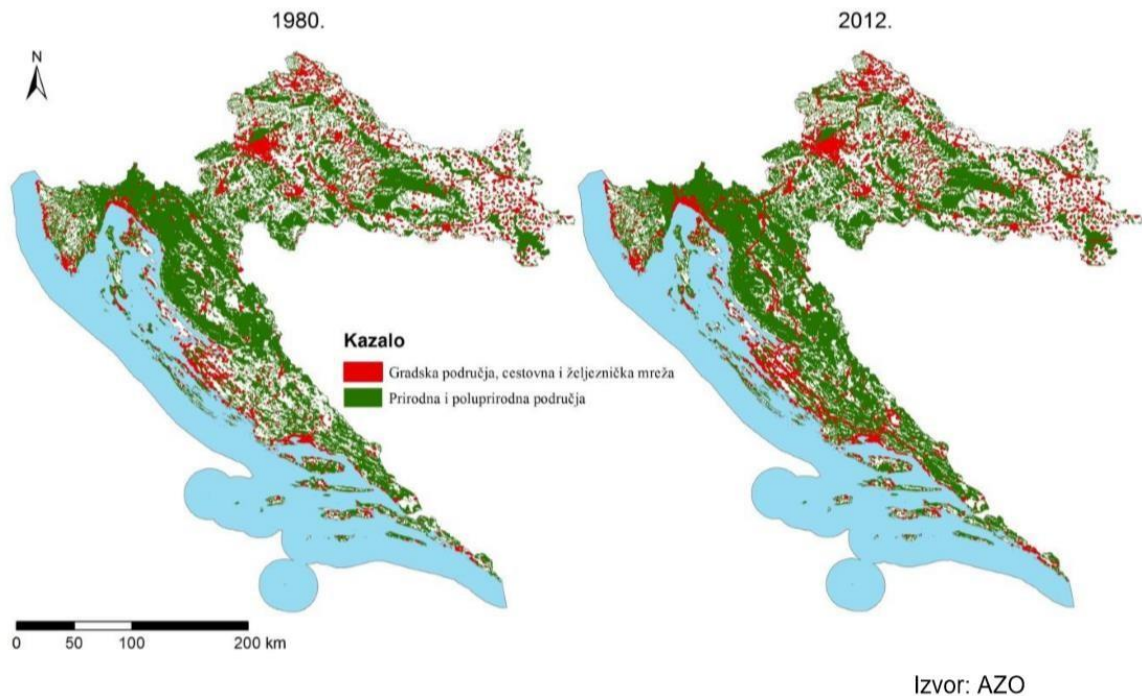 1980.
2012.
N
Kazalo
Gradska područja, cestovna i željeznička mreža
Prirodna i poluprirodna područja
0 50 100 200 km
Izvor: AZO